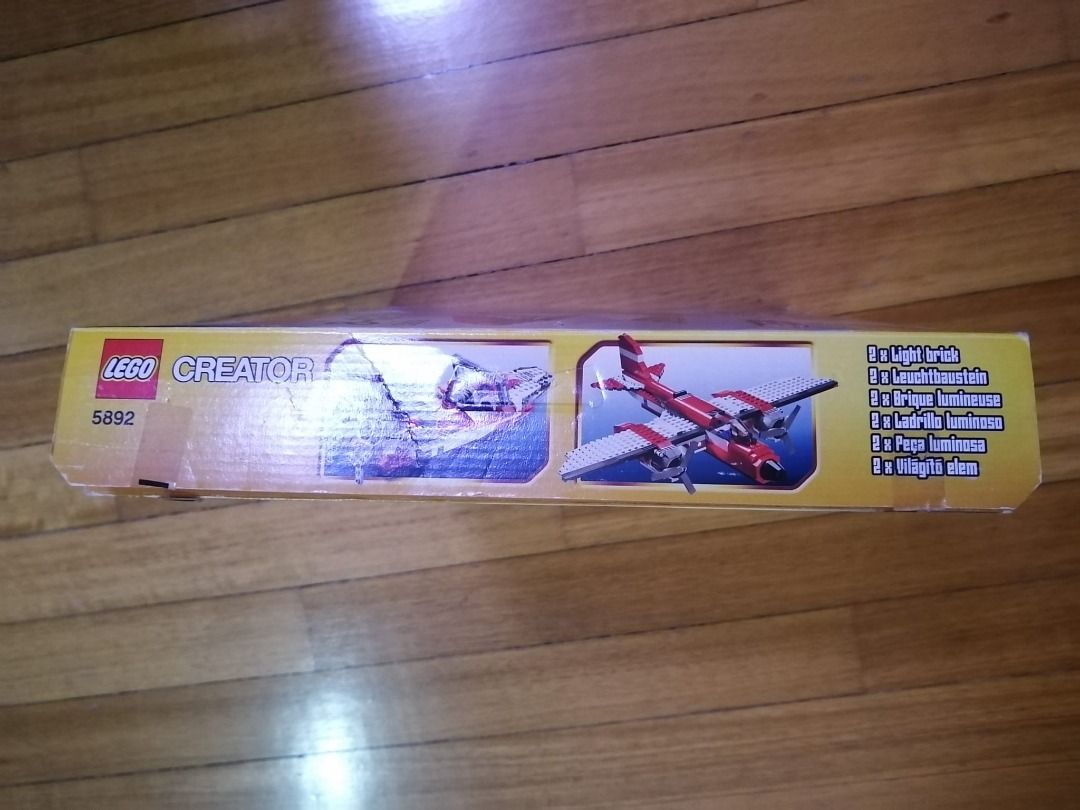 LEGO
CREATOR
5892
2 x Light brick
2 x Leuchtbaustein
2 x Brique lumineuse
2 x Ladrillo luminoso
2 x Peça luminosa
2 x Világító elem